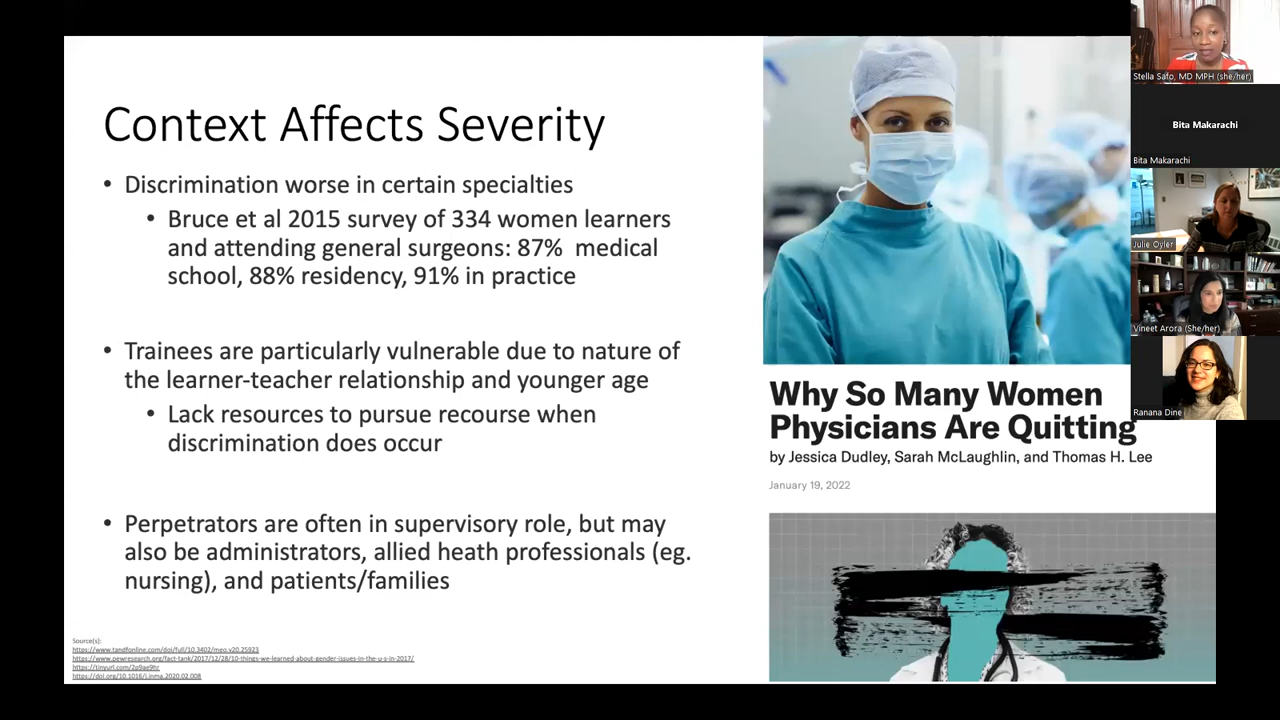 Context Affects Severity
• Discrimination worse in certain specialties
• Bruce et al 2015 survey of 334 women learners
and attending general surgeons: 87% medical
school, 88% residency, 91% in practice
• Trainees are particularly vulnerable due to nature of
the learner-teacher relationship and younger age
• Lack resources to pursue recourse when
discrimination does occur
• Perpetrators are often in supervisory role, but may
also be administrators, allied heath professionals (eg.
nursing), and patients/families
Source(s):
https://www.tandfonline.com/doi/full/10.3402/meo.v20.25923
https://www.pewresearch.org/fact-tank/2017/12/28/10-things-we-learned-about-gender-issues-in-the-u-s-in-2017/
https://tinyurl.com/2p9ae9hr
https://doi.org/10.1016/j.jnma.2020.02.008
Why So Many Women
Physicians Are Quitting
by Jessica Dudley, Sarah McLaughlin, and Thomas H. Lee
January 19, 2022
Stella Safo, MD MPH (she/her)
Bita Makarachi
Bita Makarachi
Julie Oyler
Vineet Arora (She/her)
Ranana Dine